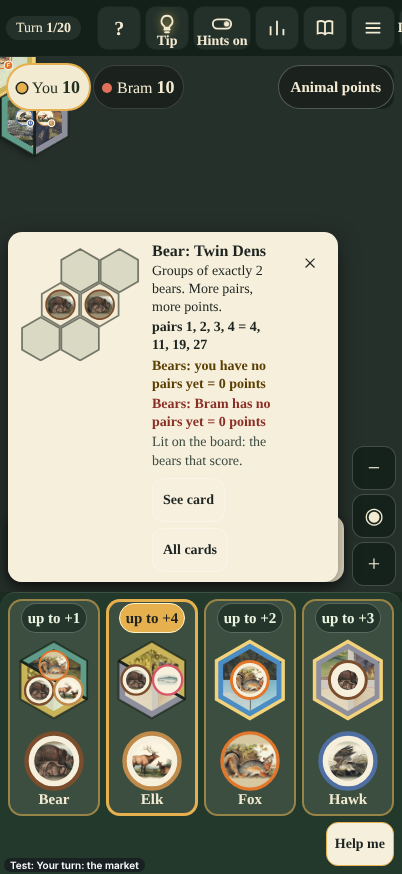 Turn 1/20
?
Tip
Hints on
You 10
Bram 10
Animal points
Bear: Twin Dens
Groups of exactly 2
bears. More pairs,
more points.
pairs 1, 2, 3, 4 = 4,
11, 19, 27
Bears: you have no
pairs yet = 0 points
Bears: Bram has no
pairs yet = 0 points
Lit on the board: the
bears that score.
See card
All cards
up to +1
up to +4
up to +2
up to +3
Bear
Elk
Fox
Hawk
Help me
Test: Your turn: the market